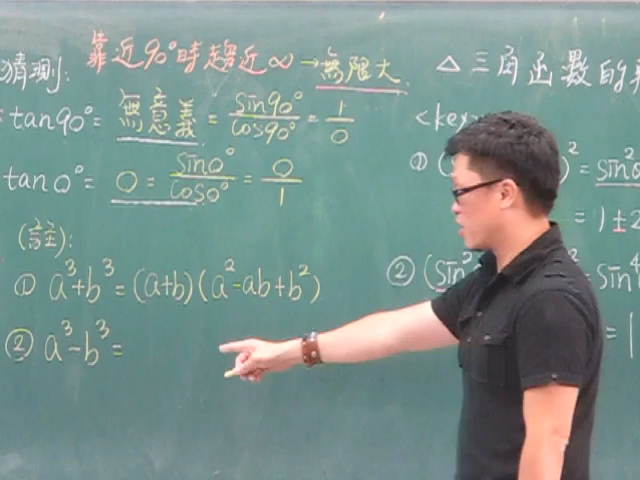 猜測: 靠近90°時趨近∞→無限大
tan90°= 無意義 = sin90°/cos90° = 1/0
tan0°= 0 = sin0°/cos0° = 0/1
(註):
① a³+b³=(a+b)(a²-ab+b²)
② a³-b³=
△三角函數的
<key
① ( )²=sin²
=1±2
② (sin² )²=sin⁴
=1